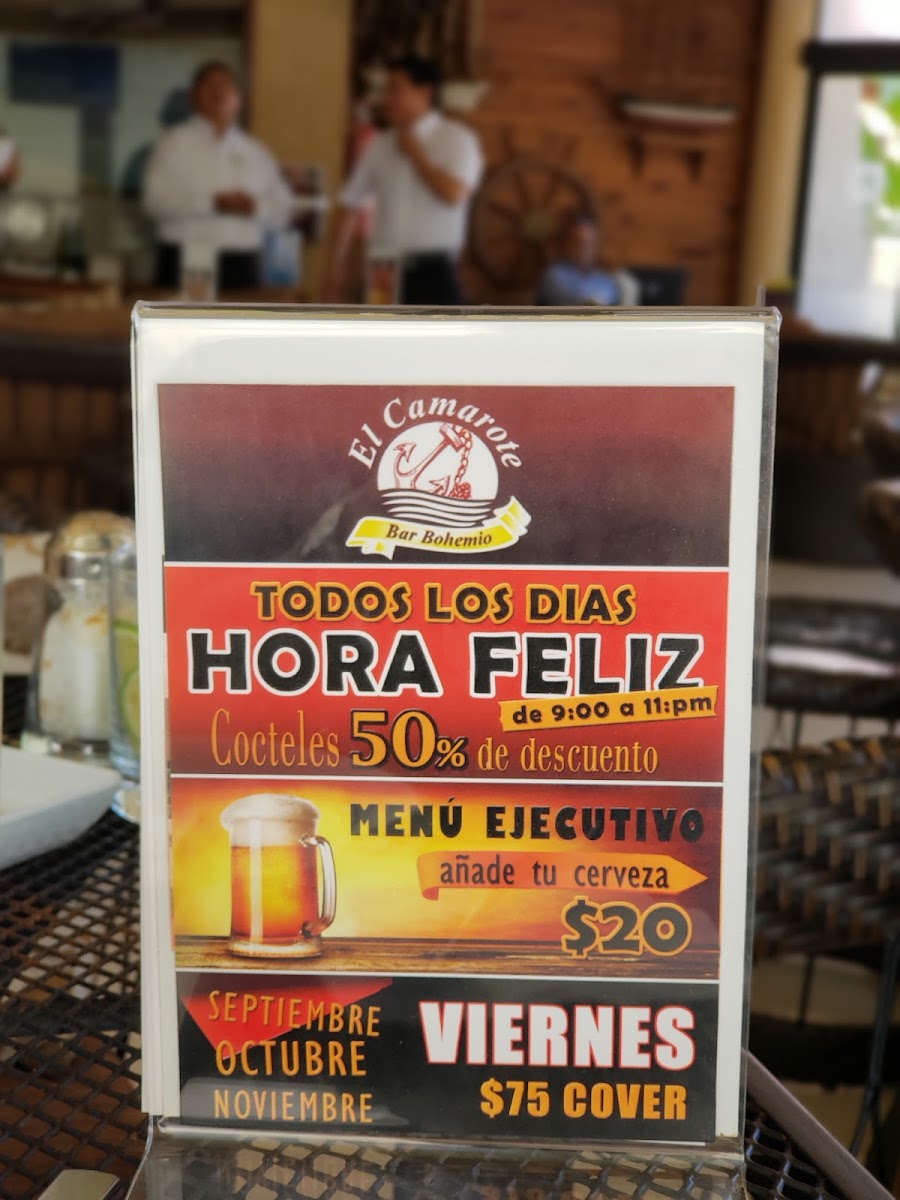 El Camarote
Bar Bohemio
TODOS LOS DIAS
HORA FELIZ
de 9:00 a 11:pm
Cocteles 50% de descuento
MENÚ EJECUTIVO
añade tu cerveza
$20
SEPTIEMBRE
OCTUBRE
NOVIEMBRE
VIERNES
$75 COVER